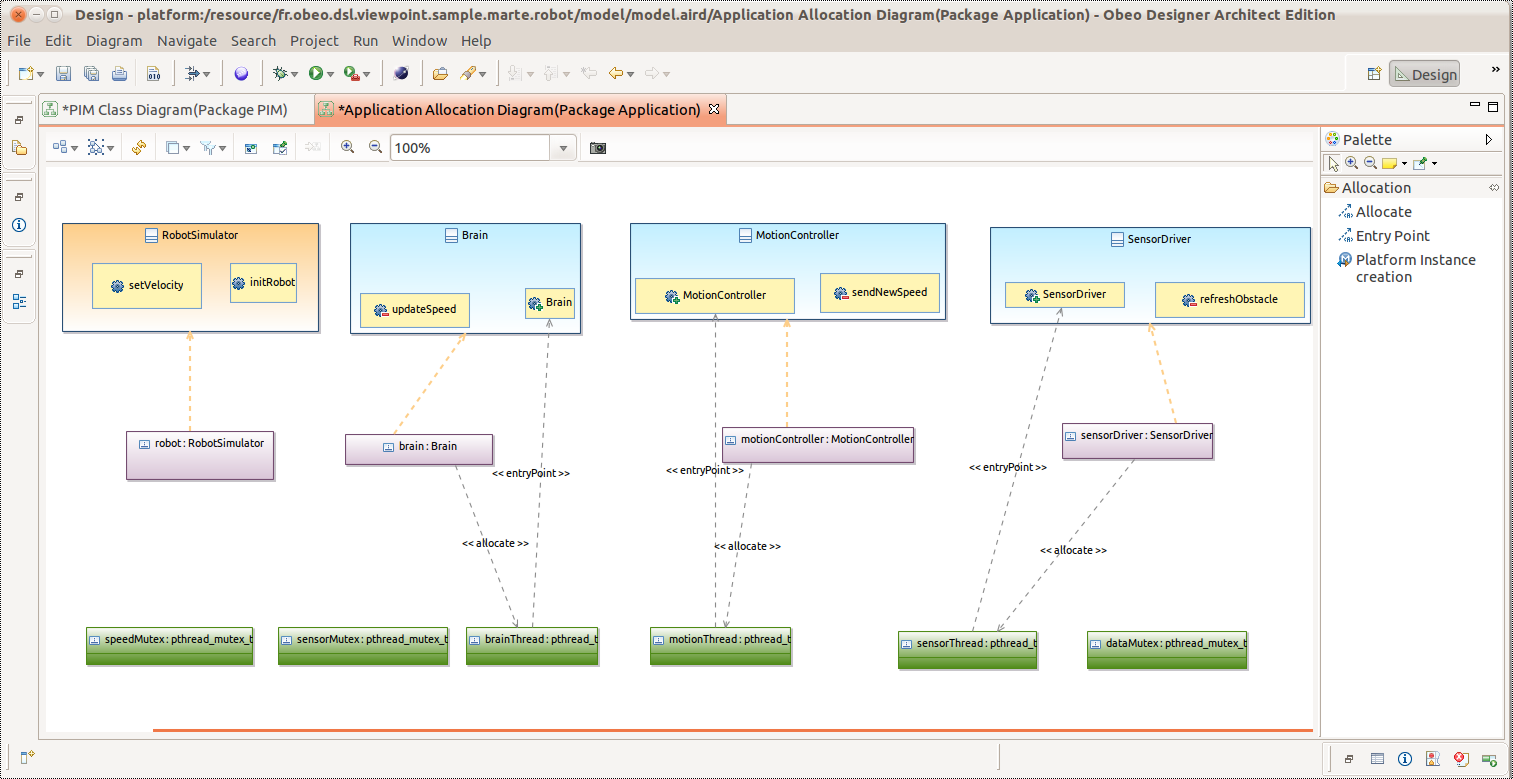 Design - platform:/resource/fr.obeo.dsl.viewpoint.sample.marte.robot/model/model.aird/Application Allocation Diagram(Package Application) - Obeo Designer Architect Edition
File Edit Diagram Navigate Search Project Run Window Help
010
Design
»
*PIM Class Diagram(Package PIM)
*Application Allocation Diagram(Package Application)
100%
Palette
Allocation
Allocate
Entry Point
Platform Instance
creation
RobotSimulator
setVelocity
initRobot
Brain
updateSpeed
Brain
MotionController
MotionController
sendNewSpeed
SensorDriver
SensorDriver
refreshObstacle
robot : RobotSimulator
brain : Brain
motionController : MotionController
sensorDriver : SensorDriver
<< entryPoint >>
<< entryPoint >>
<< entryPoint >>
<< allocate >>
<< allocate >>
<< allocate >>
speedMutex : pthread_mutex_t
sensorMutex : pthread_mutex_t
brainThread : pthread_t
motionThread : pthread_t
sensorThread : pthread_t
dataMutex : pthread_mutex_t